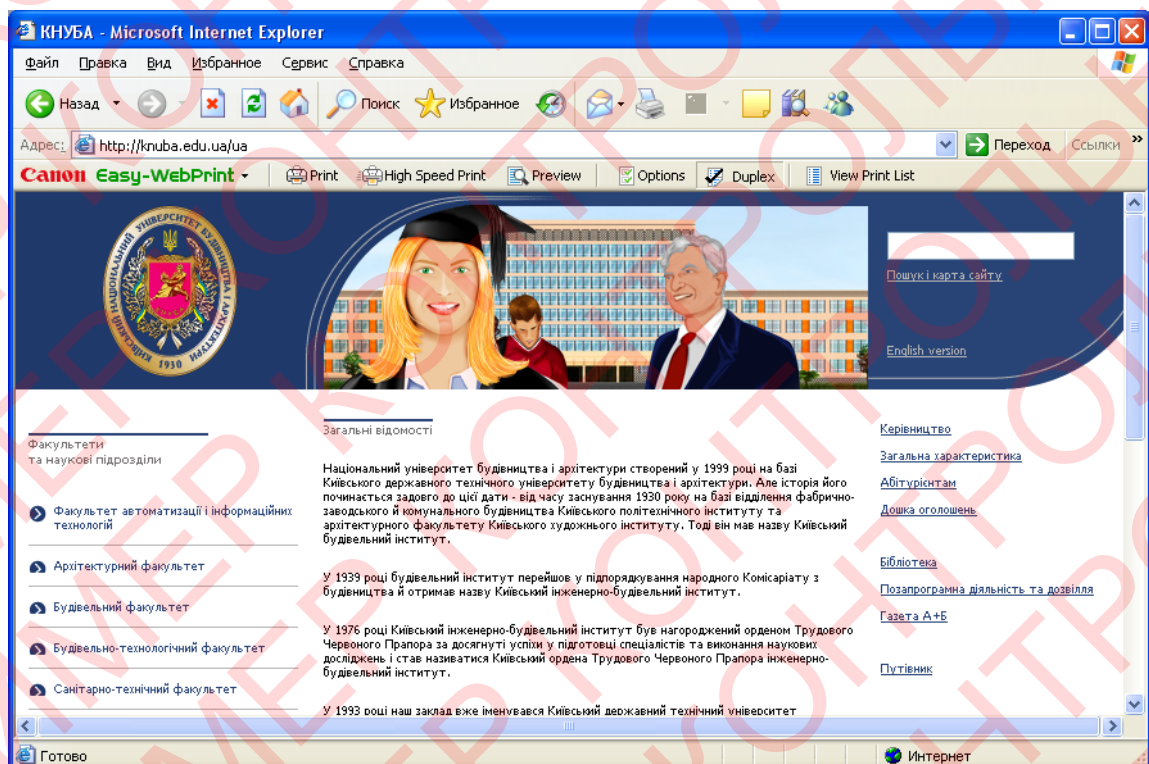 КНУБА - Microsoft Internet Explorer
Файл Правка Вид Избранное Сервис Справка
Назад Поиск Избранное
Адрес: http://knuba.edu.ua/ua Переход Ссылки »
Canon Easy-WebPrint Print High Speed Print Preview Options Duplex View Print List
КИЇВСЬКИЙ НАЦІОНАЛЬНИЙ УНІВЕРСИТЕТ БУДІВНИЦТВА І АРХІТЕКТУРИ
1930
Пошук і карта сайту
English version
Факультети
та наукові підрозділи
Факультет автоматизації і інформаційних
технологій
Архітектурний факультет
Будівельний факультет
Будівельно-технологічний факультет
Санітарно-технічний факультет
Загальні відомості
Національний університет будівництва і архітектури створений у 1999 році на базі
Київського державного технічного університету будівництва і архітектури. Але історія його
починається задовго до цієї дати - від часу заснування 1930 року на базі відділення фабрично-
заводського й комунального будівництва Київського політехнічного інституту та
архітектурного факультету Київського художнього інституту. Тоді він мав назву Київський
будівельний інститут.
У 1939 році будівельний інститут перейшов у підпорядкування народного Комісаріату з
будівництва й отримав назву Київський інженерно-будівельний інститут.
У 1976 році Київський інженерно-будівельний інститут був нагороджений орденом Трудового
Червоного Прапора за досягнуті успіхи у підготовці спеціалістів та виконання наукових
досліджень і став називатися Київський ордена Трудового Червоного Прапора інженерно-
будівельний інститут.
У 1993 році наш заклад вже іменувався Київський державний технічний університет
Керівництво
Загальна характеристика
Абітурієнтам
Дошка оголошень
Бібліотека
Позапрограмна діяльність та дозвілля
Газета А+Б
Путівник
Готово Интернет